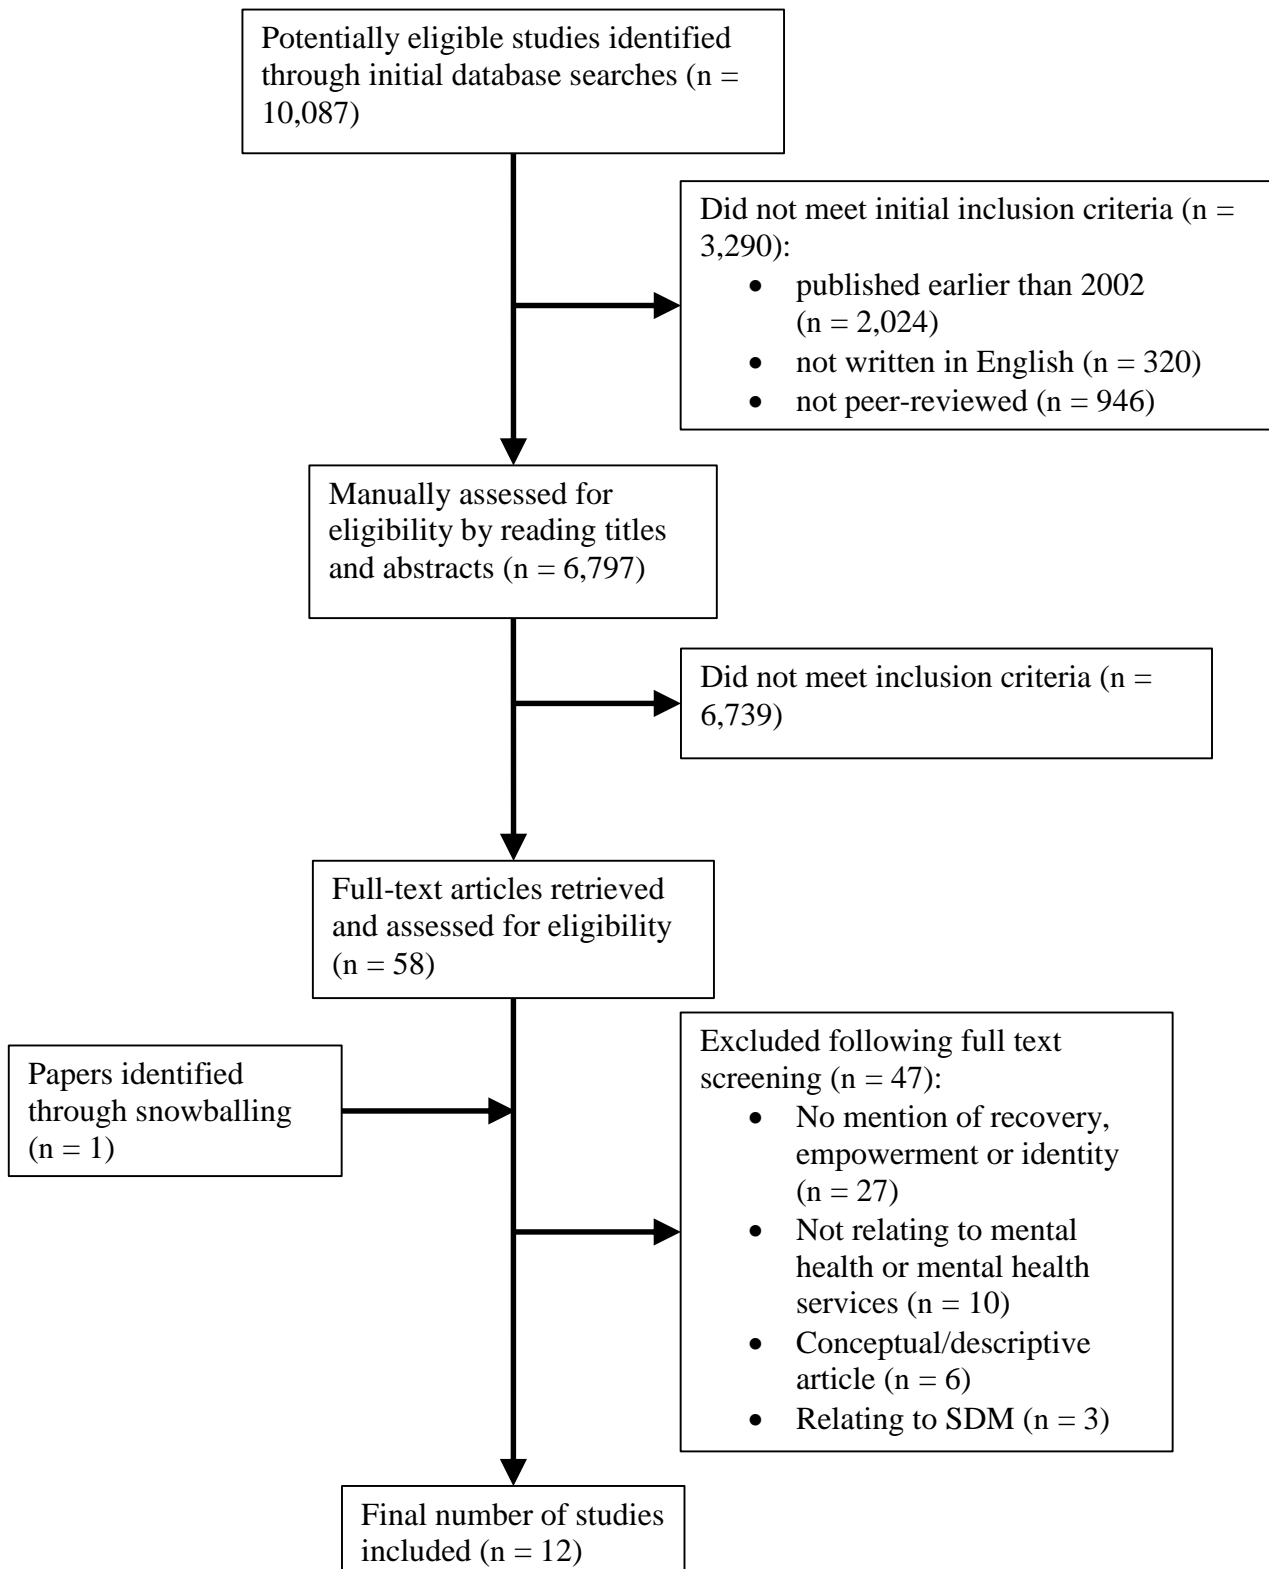 Potentially eligible studies identified
through initial database searches (n =
10,087)
Did not meet initial inclusion criteria (n =
3,290):
• published earlier than 2002
(n = 2,024)
• not written in English (n = 320)
• not peer-reviewed (n = 946)
Manually assessed for
eligibility by reading titles
and abstracts (n = 6,797)
Did not meet inclusion criteria (n =
6,739)
Full-text articles retrieved
and assessed for eligibility
(n = 58)
Papers identified
through snowballing
(n = 1)
Excluded following full text
screening (n = 47):
• No mention of recovery,
empowerment or identity
(n = 27)
• Not relating to mental
health or mental health
services (n = 10)
• Conceptual/descriptive
article (n = 6)
• Relating to SDM (n = 3)
Final number of studies
included (n = 12)